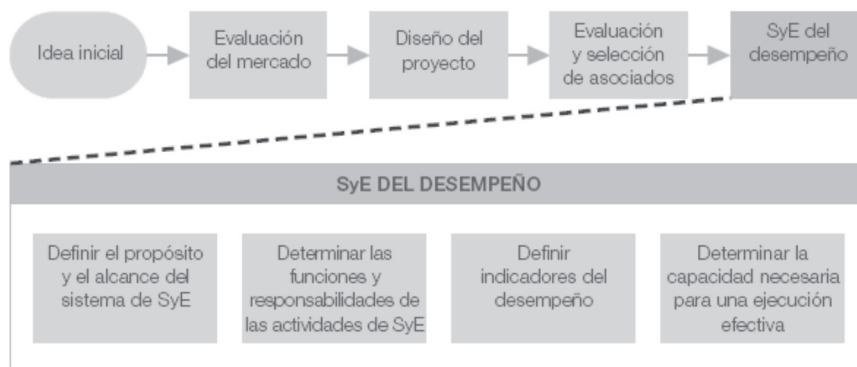 Idea inicial
Evaluación
del mercado
Diseño del
proyecto
Evaluación
y selección
de asociados
SyE del
desempeño
SyE DEL DESEMPEÑO
Definir el propósito
y el alcance del
sistema de SyE
Determinar las
funciones y
responsabilidades de
las actividades de SyE
Definir
indicadores del
desempeño
Determinar la
capacidad necesaria
para una ejecución
efectiva